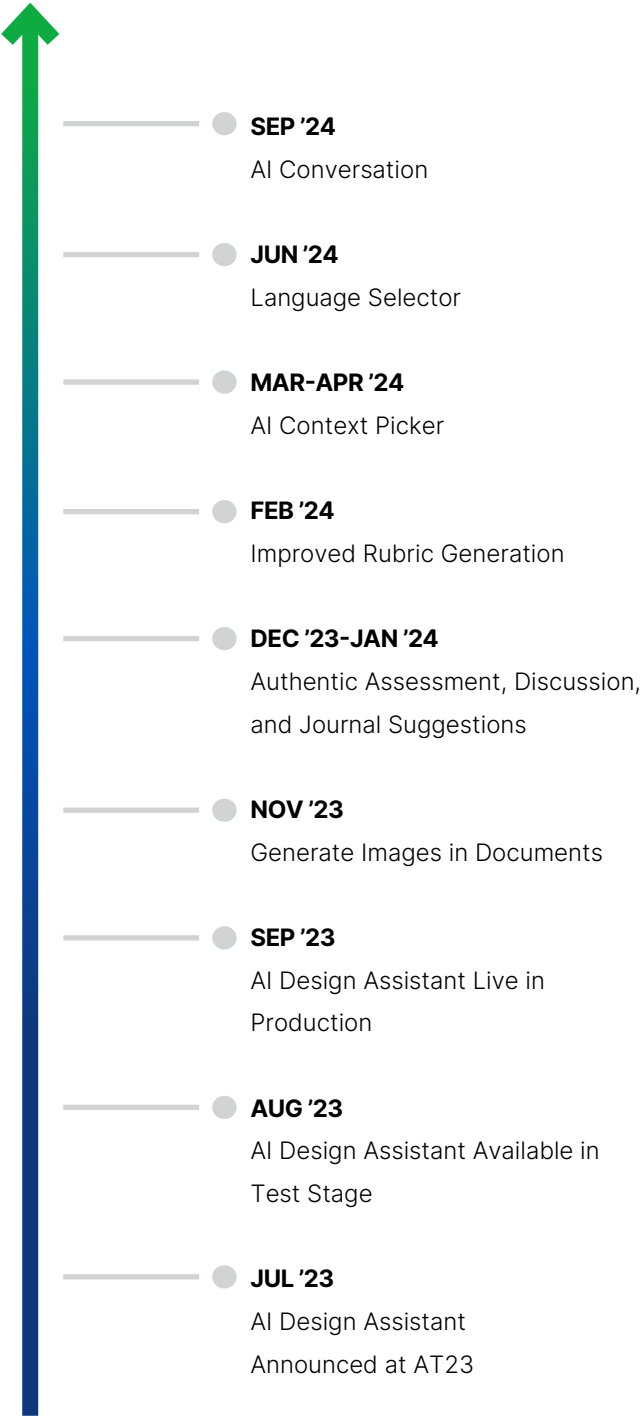 SEP ’24
AI Conversation
JUN ’24
Language Selector
MAR-APR ’24
AI Context Picker
FEB ’24
Improved Rubric Generation
DEC ’23-JAN ’24
Authentic Assessment, Discussion,
and Journal Suggestions
NOV ’23
Generate Images in Documents
SEP ’23
AI Design Assistant Live in
Production
AUG ’23
AI Design Assistant Available in
Test Stage
JUL ’23
AI Design Assistant
Announced at AT23